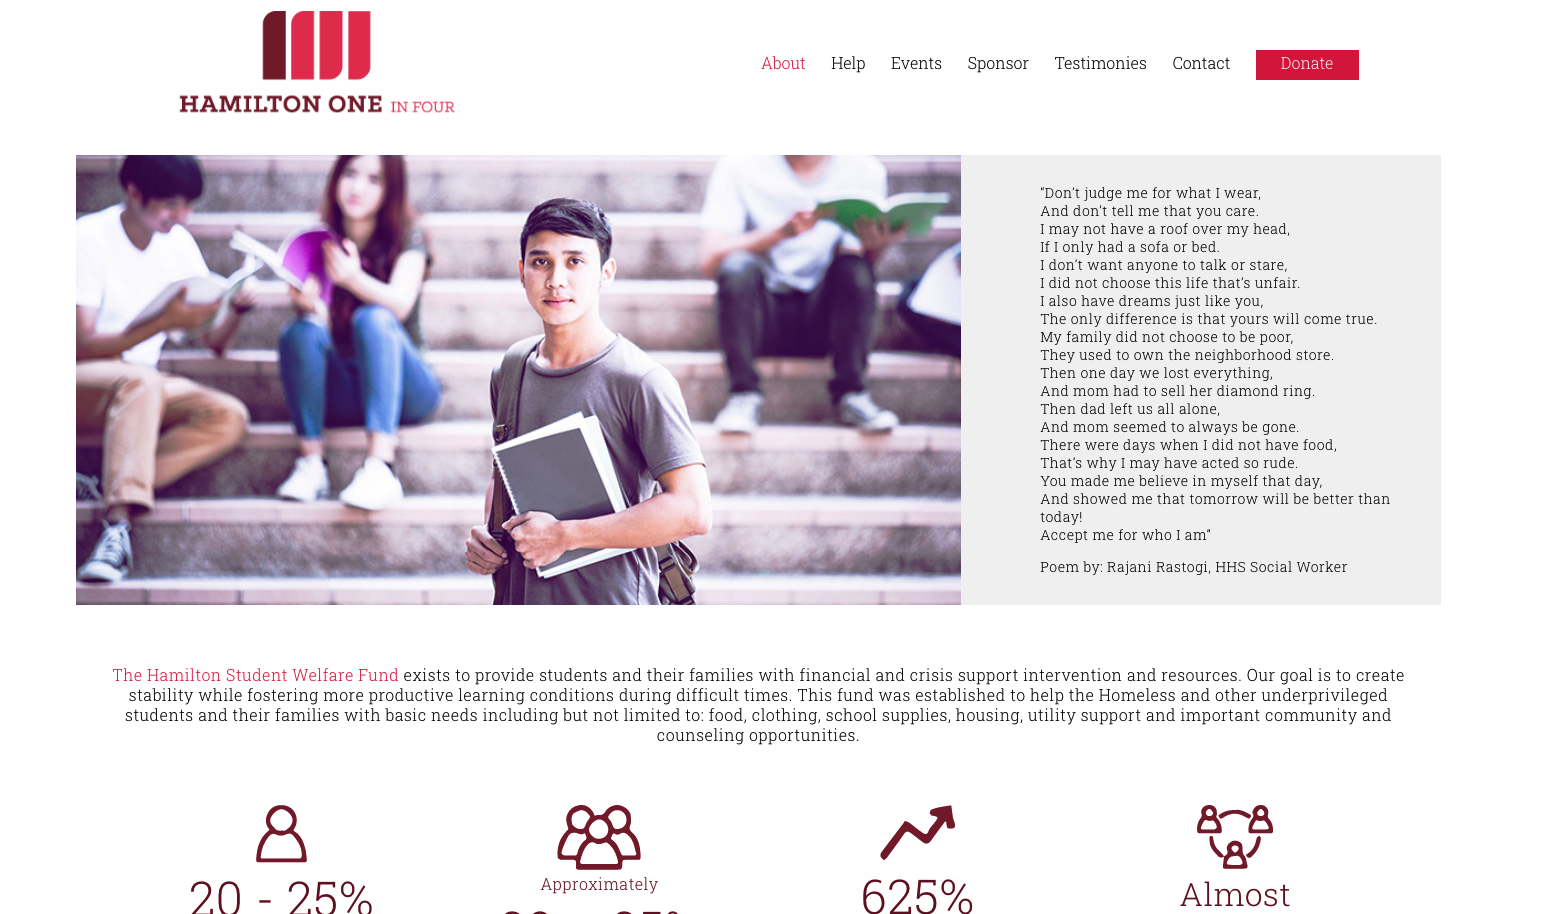 HAMILTON ONE IN FOUR
About Help Events Sponsor Testimonies Contact Donate
“Don’t judge me for what I wear,
And don’t tell me that you care.
I may not have a roof over my head,
If I only had a sofa or bed.
I don’t want anyone to talk or stare,
I did not choose this life that’s unfair.
I also have dreams just like you,
The only difference is that yours will come true.
My family did not choose to be poor,
They used to own the neighborhood store.
Then one day we lost everything,
And mom had to sell her diamond ring.
Then dad left us all alone,
And mom seemed to always be gone.
There were days when I did not have food,
That’s why I may have acted so rude.
You made me believe in myself that day,
And showed me that tomorrow will be better than
today!
Accept me for who I am”
Poem by: Rajani Rastogi, HHS Social Worker
The Hamilton Student Welfare Fund exists to provide students and their families with financial and crisis support intervention and resources. Our goal is to create
stability while fostering more productive learning conditions during difficult times. This fund was established to help the Homeless and other underprivileged
students and their families with basic needs including but not limited to: food, clothing, school supplies, housing, utility support and important community and
counseling opportunities.
20 - 25%
Approximately
625%
Almost